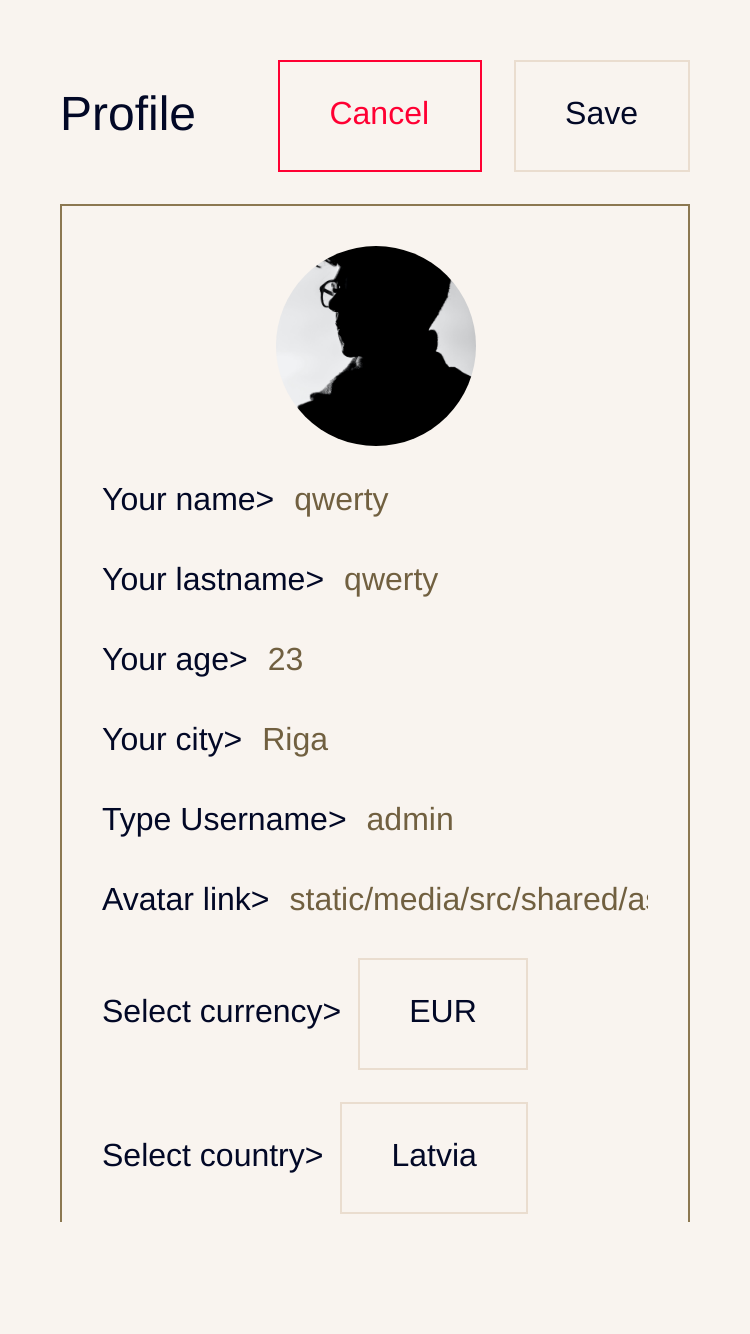 Profile
Cancel
Save
Your name> qwerty
Your lastname> qwerty
Your age> 23
Your city> Riga
Type Username> admin
Avatar link> static/media/src/shared/a
Select currency> EUR
Select country> Latvia